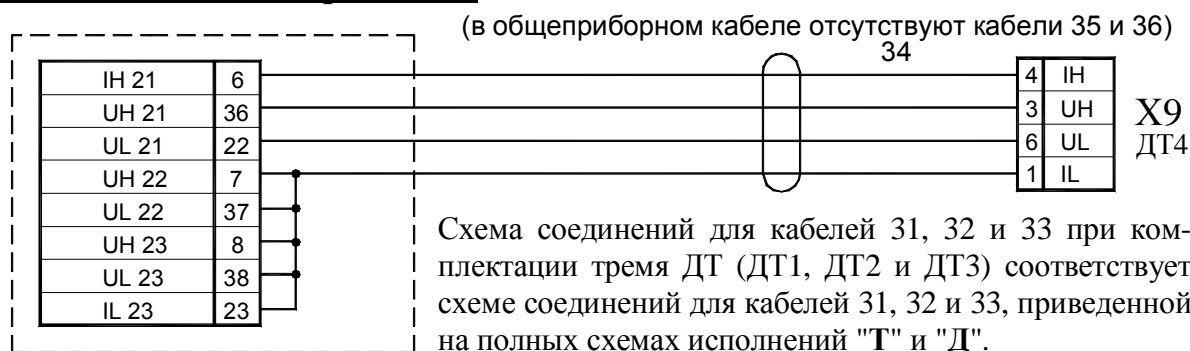 (в общеприборном кабеле отсутствуют кабели 35 и 36)
34
IH 21 6
UH 21 36
UL 21 22
UH 22 7
UL 22 37
UH 23 8
UL 23 38
IL 23 23
4 IH
3 UH
6 UL
1 IL
X9
ДТ4
Схема соединений для кабелей 31, 32 и 33 при ком-
плектации тремя ДТ (ДТ1, ДТ2 и ДТ3) соответствует
схеме соединений для кабелей 31, 32 и 33, приведенной
на полных схемах исполнений "Т" и "Д".